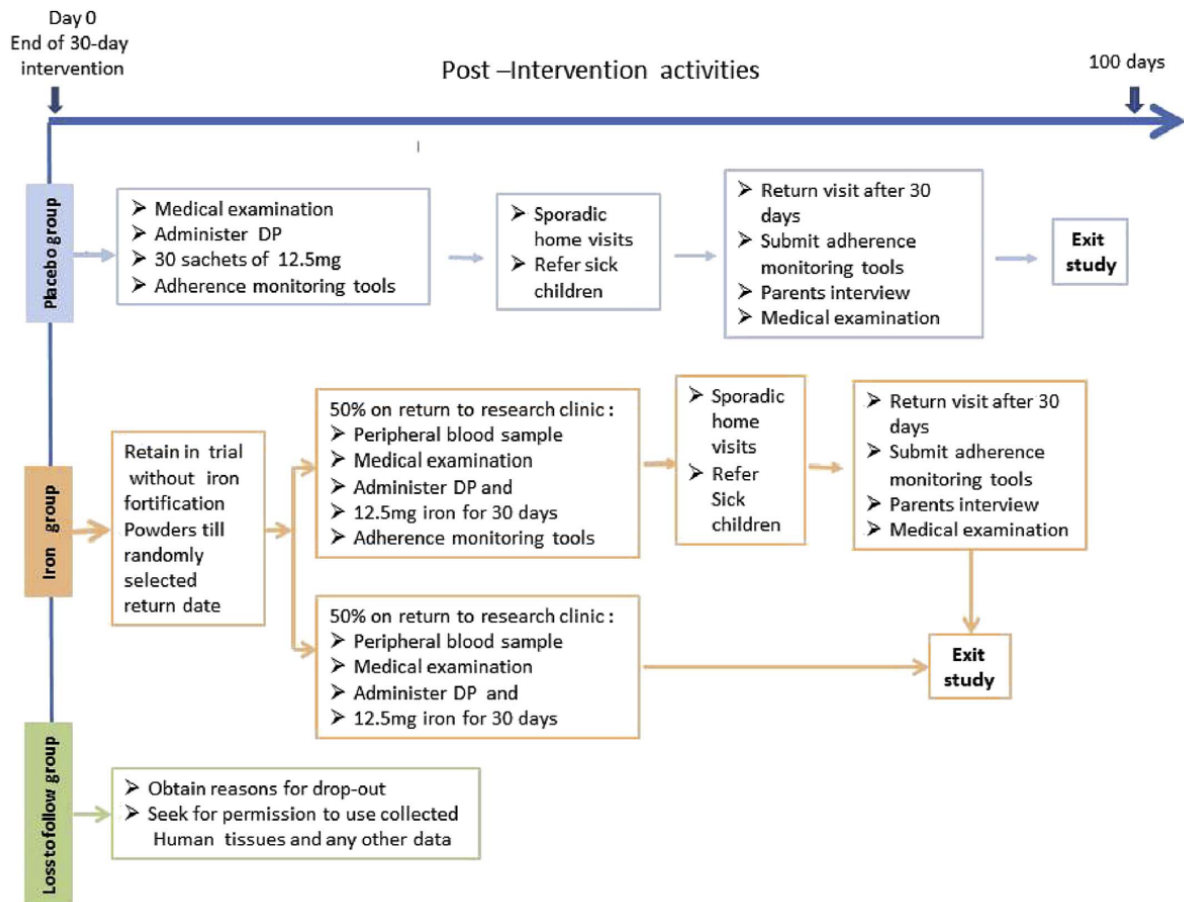 Day 0
End of 30-day
intervention
Post –Intervention activities
100 days
Placebo group
➢ Medical examination
➢ Administer DP
➢ 30 sachets of 12.5mg
➢ Adherence monitoring tools
➢ Sporadic
home visits
➢ Refer sick
children
➢ Return visit after 30
days
➢ Submit adherence
monitoring tools
➢ Parents interview
➢ Medical examination
Exit
study
Iron group
Retain in trial
without iron
fortification
Powders till
randomly
selected
return date
50% on return to research clinic :
➢ Peripheral blood sample
➢ Medical examination
➢ Administer DP and
➢ 12.5mg iron for 30 days
➢ Adherence monitoring tools
➢ Sporadic
home
visits
➢ Refer
Sick
children
➢ Return visit after 30
days
➢ Submit adherence
monitoring tools
➢ Parents interview
➢ Medical examination
50% on return to research clinic :
➢ Peripheral blood sample
➢ Medical examination
➢ Administer DP and
➢ 12.5mg iron for 30 days
Exit
study
Loss to follow group
➢ Obtain reasons for drop-out
➢ Seek for permission to use collected
Human tissues and any other data